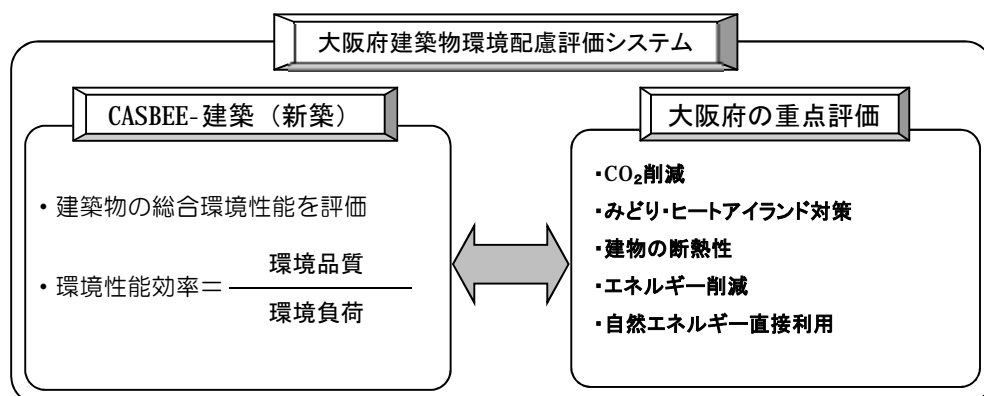 大阪府建築物環境配慮評価システム
CASBEE-建築（新築）
・建築物の総合環境性能を評価
・環境性能効率＝
環境品質
環境負荷
大阪府の重点評価
・CO₂削減
・みどり・ヒートアイランド対策
・建物の断熱性
・エネルギー削減
・自然エネルギー直接利用